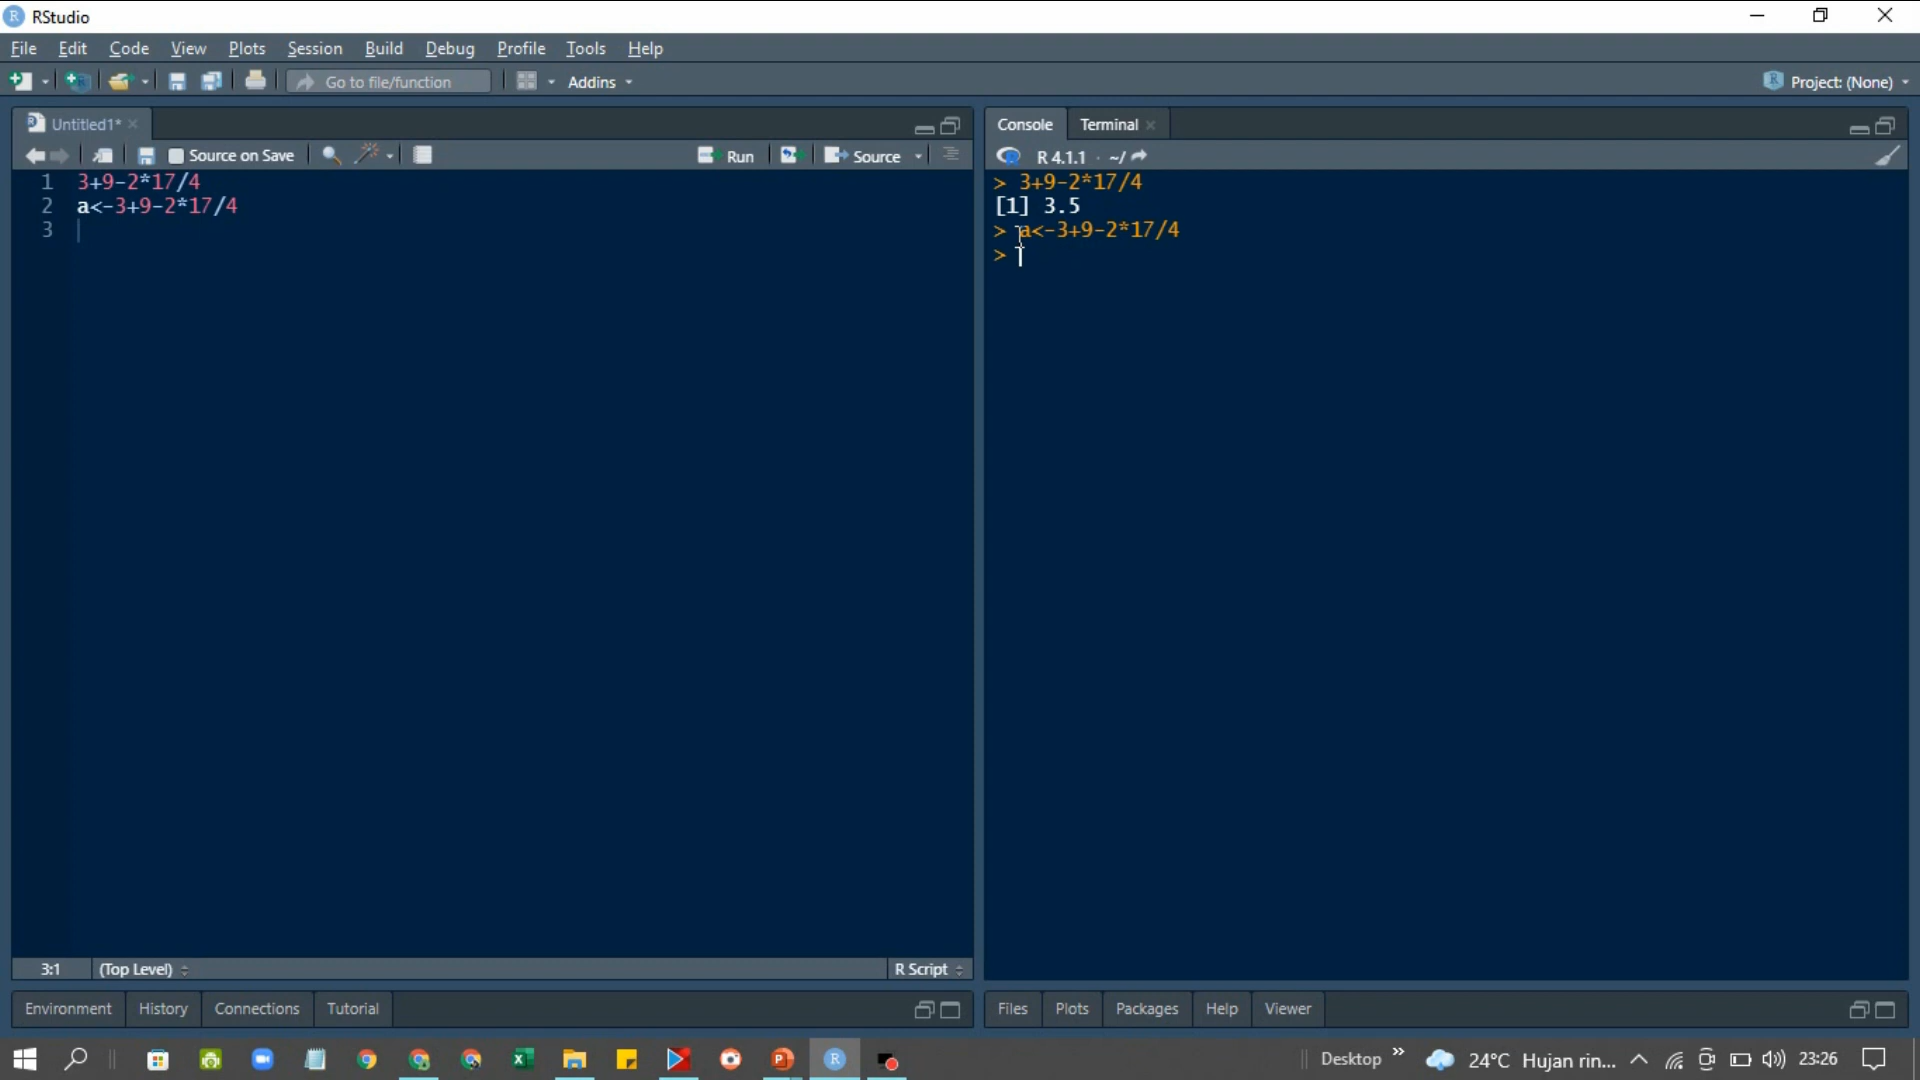 RStudio
File Edit Code View Plots Session Build Debug Profile Tools Help
Go to file/function Addins Project: (None)
Untitled1*
Source on Save Run Source
1 3+9-2*17/4
2 a<-3+9-2*17/4
3
3:1 (Top Level) R Script
Environment History Connections Tutorial
Console Terminal
R 4.1.1 · ~/
> 3+9-2*17/4
[1] 3.5
> a<-3+9-2*17/4
>
Files Plots Packages Help Viewer
Desktop » 24°C Hujan rin... 23:26